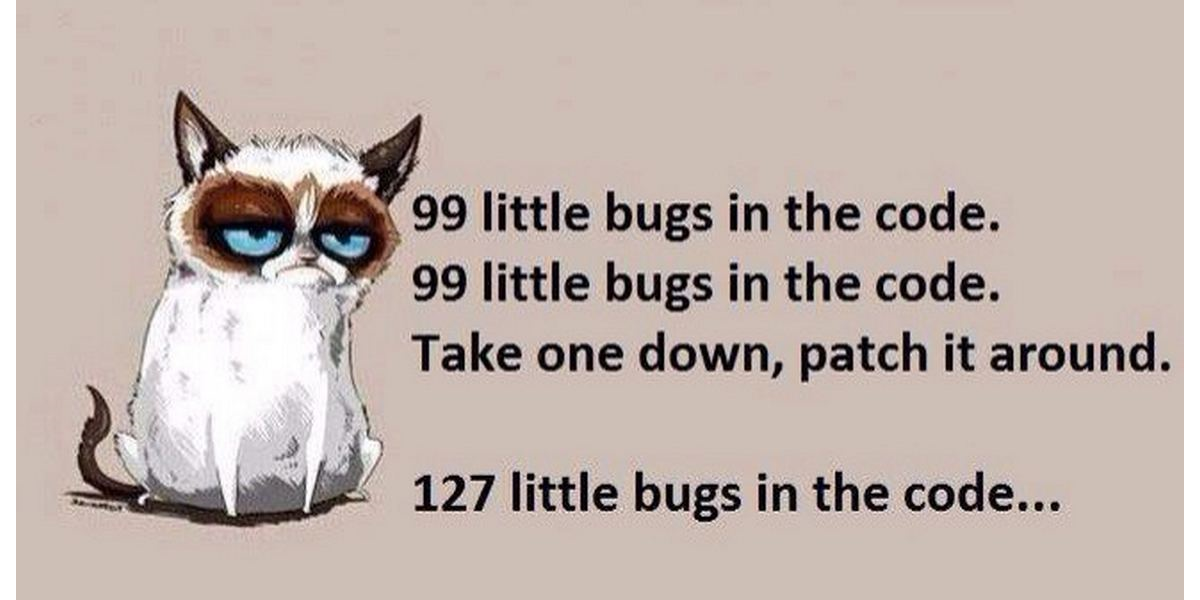 99 little bugs in the code.
99 little bugs in the code.
Take one down, patch it around.
127 little bugs in the code...